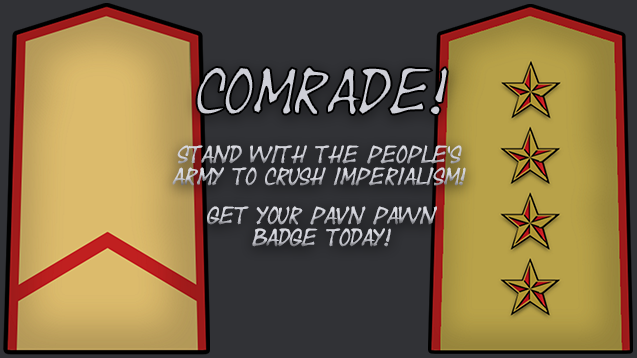 COMRADE!
STAND WITH THE PEOPLE'S
ARMY TO CRUSH IMPERIALISM!
GET YOUR PAVN PAWN
BADGE TODAY!